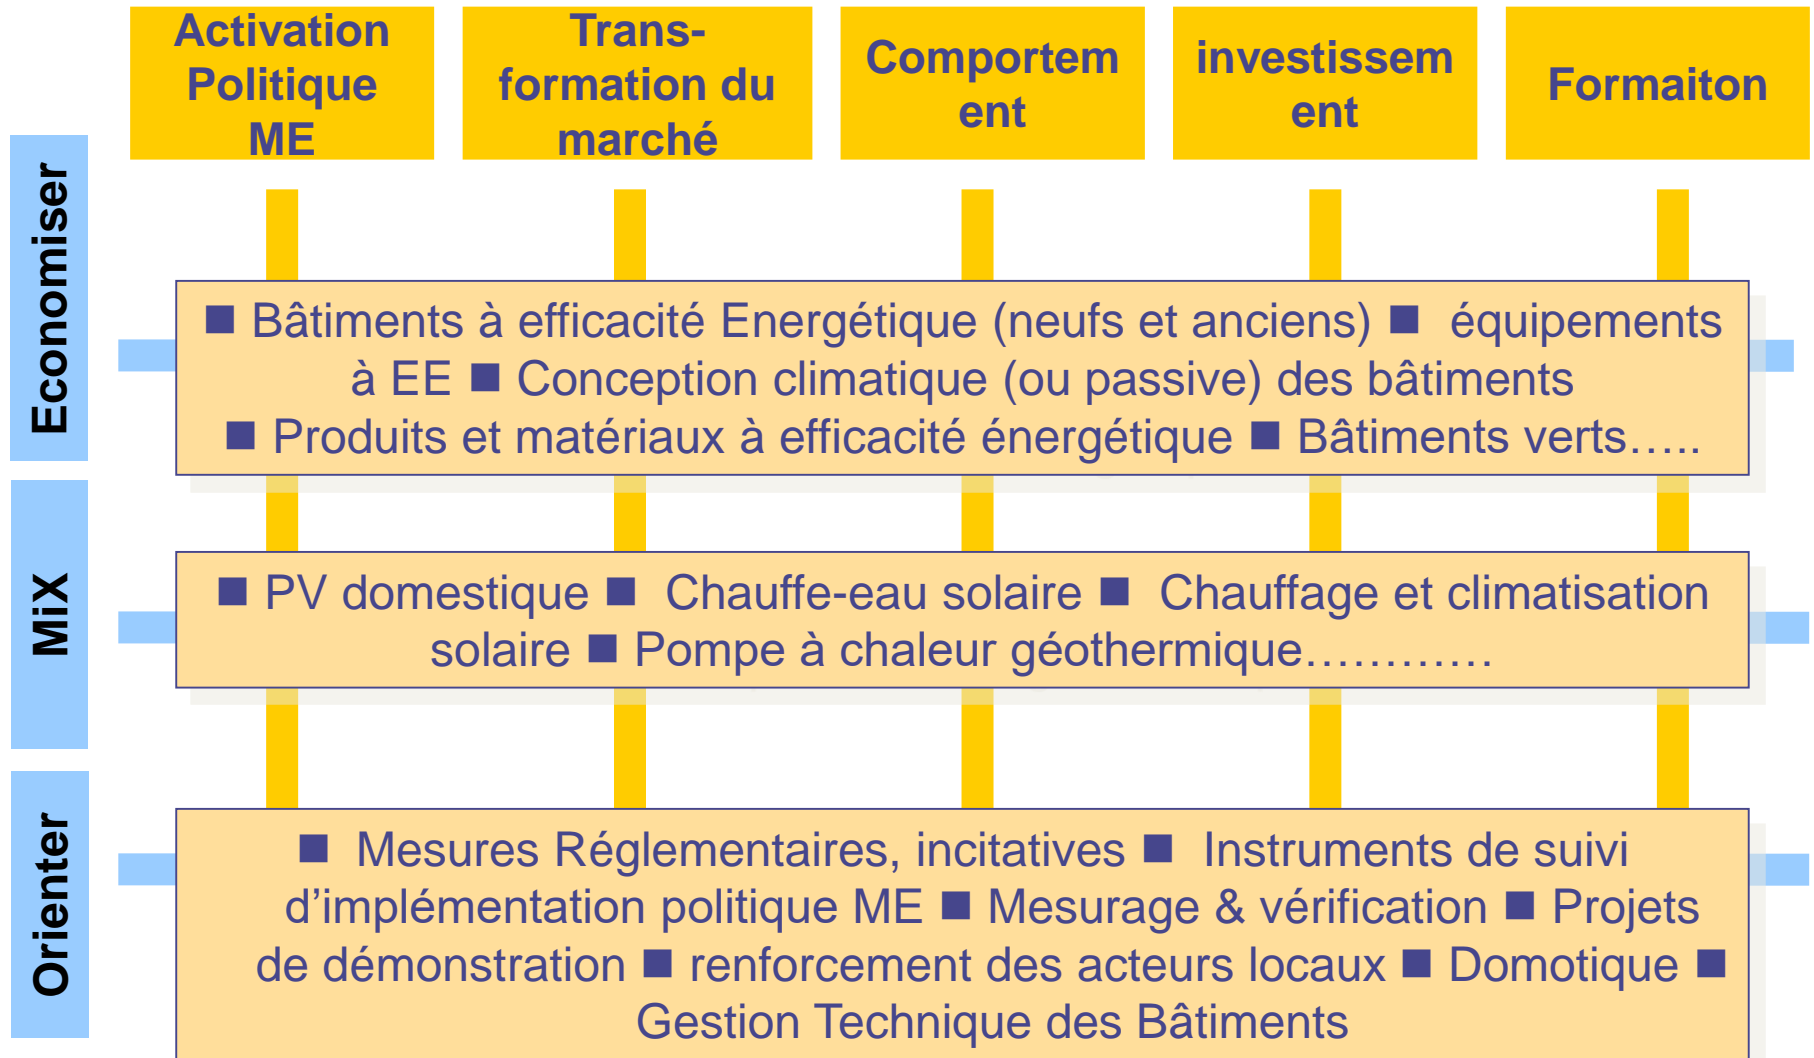 Activation
Politique
ME
Trans-
formation du
marché
Comportem
ent
investissem
ent
Formaiton
Economiser
■ Bâtiments à efficacité Energétique (neufs et anciens) ■ équipements
à EE ■ Conception climatique (ou passive) des bâtiments
■ Produits et matériaux à efficacité énergétique ■ Bâtiments verts…..
MiX
■ PV domestique ■ Chauffe-eau solaire ■ Chauffage et climatisation
solaire ■ Pompe à chaleur géothermique…………
Orienter
■ Mesures Réglementaires, incitatives ■ Instruments de suivi
d’implémentation politique ME ■ Mesurage & vérification ■ Projets
de démonstration ■ renforcement des acteurs locaux ■ Domotique ■
Gestion Technique des Bâtiments